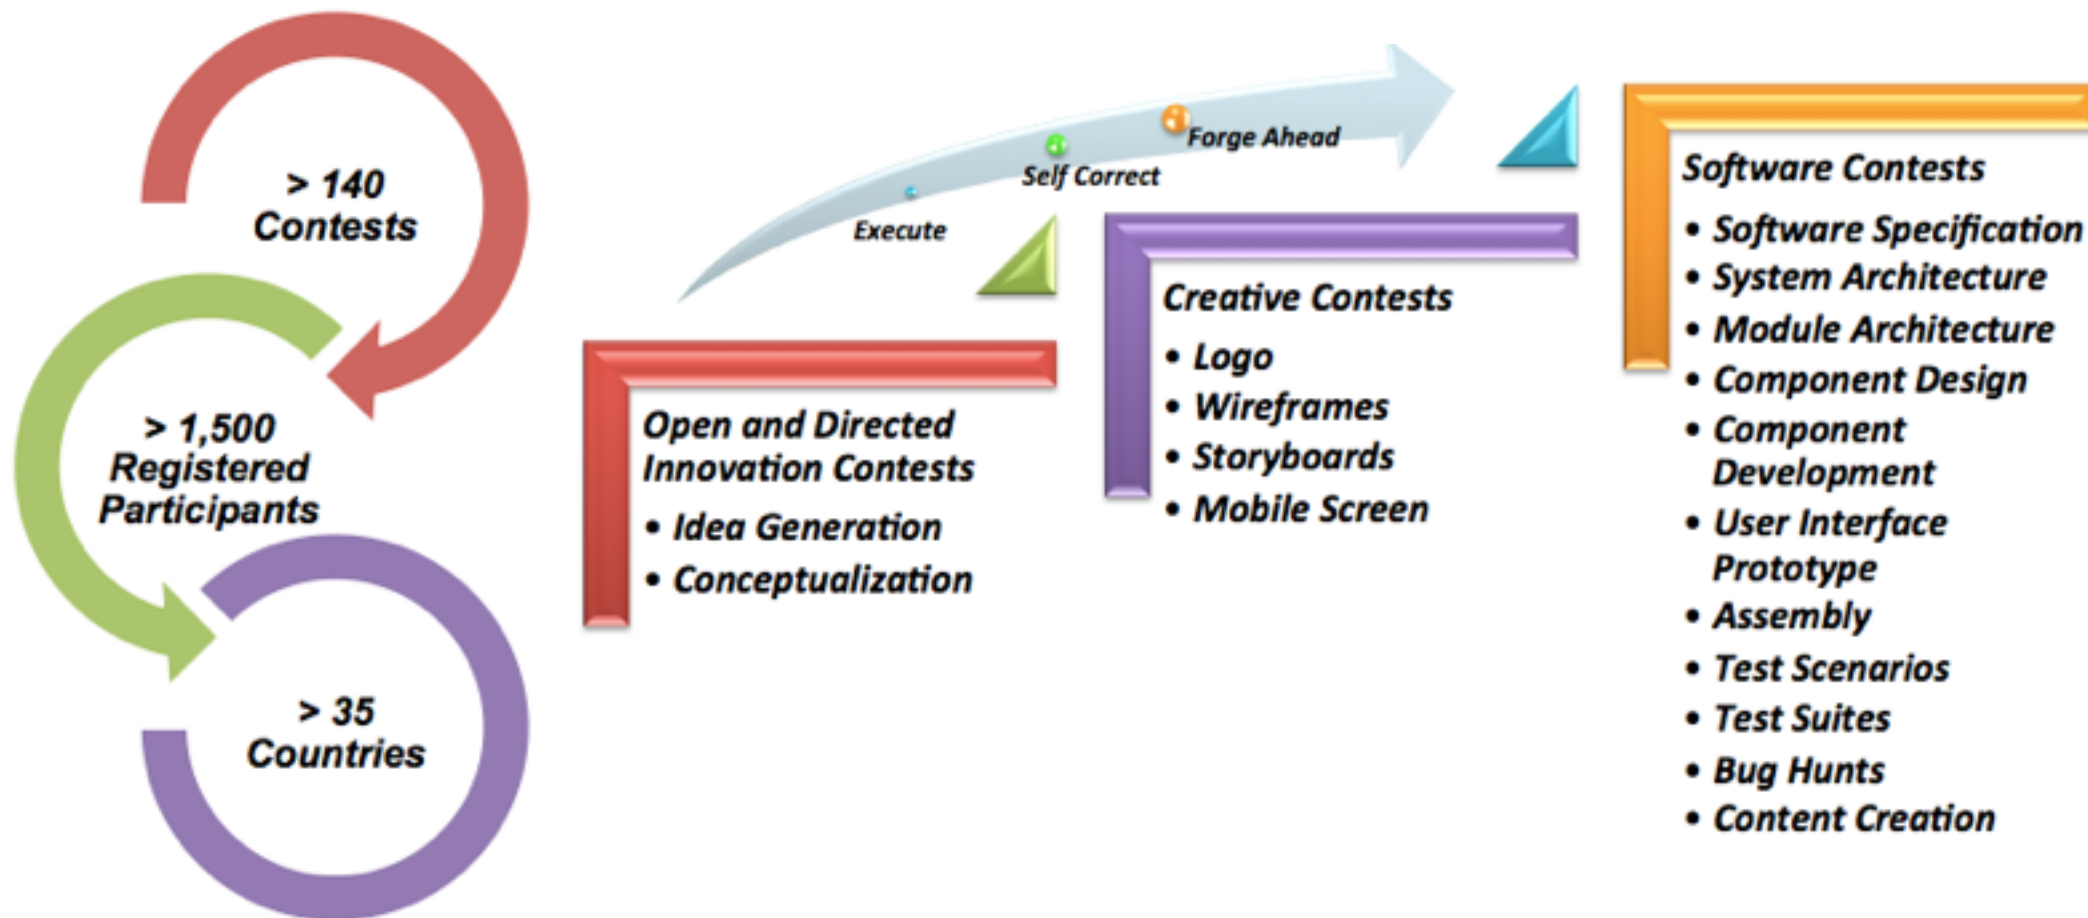 > 140
Contests
> 1,500
Registered
Participants
> 35
Countries
Execute
Self Correct
Forge Ahead
Open and Directed
Innovation Contests
• Idea Generation
• Conceptualization
Creative Contests
• Logo
• Wireframes
• Storyboards
• Mobile Screen
Software Contests
• Software Specification
• System Architecture
• Module Architecture
• Component Design
• Component
Development
• User Interface
Prototype
• Assembly
• Test Scenarios
• Test Suites
• Bug Hunts
• Content Creation